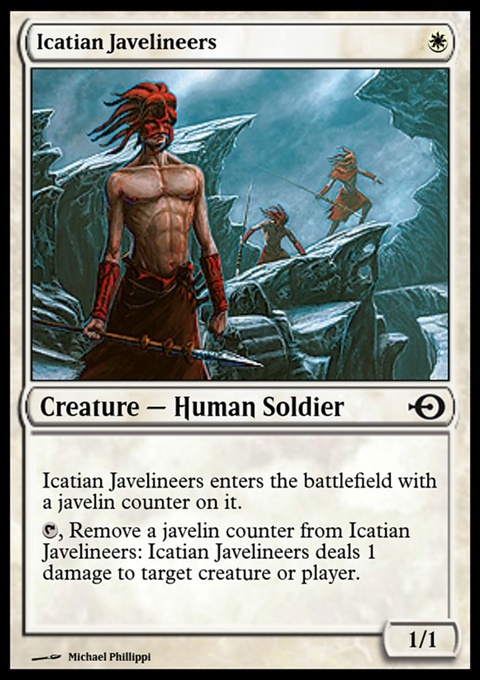 Icatian Javelineers
Creature — Human Soldier
Icatian Javelineers enters the battlefield with
a javelin counter on it.
, Remove a javelin counter from Icatian
Javelineers: Icatian Javelineers deals 1
damage to target creature or player.
1/1
Michael Phillippi